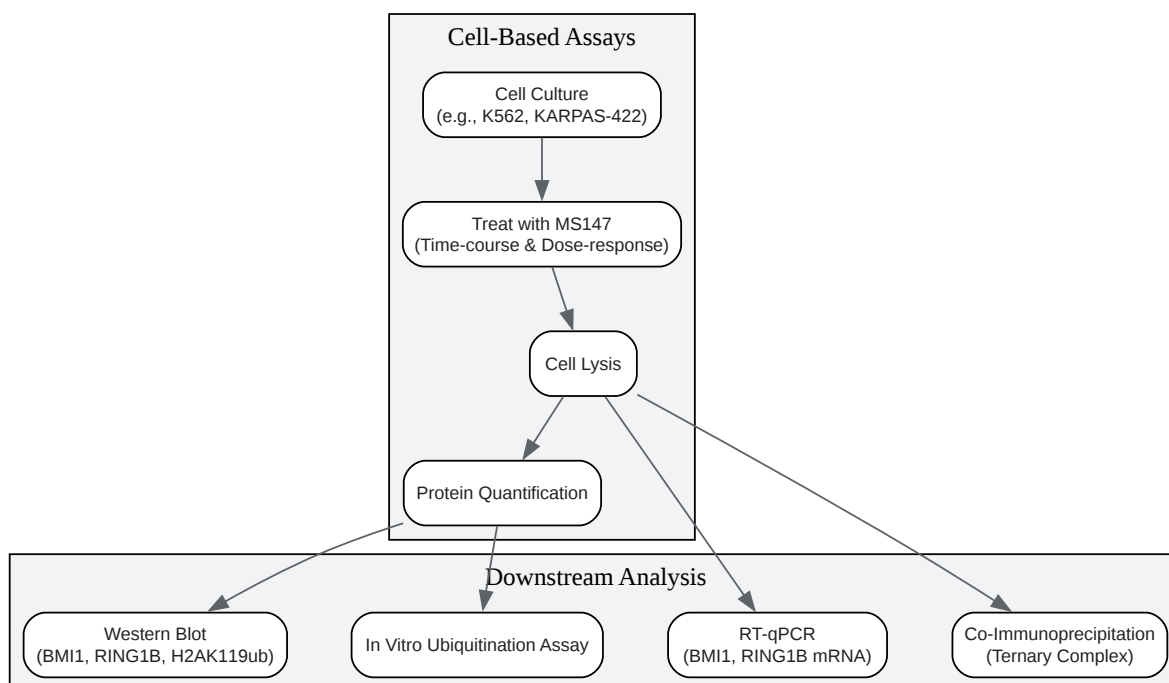 Cell-Based Assays
Cell Culture
(e.g., K562, KARPAS-422)
Treat with MS147
(Time-course & Dose-response)
Cell Lysis
Protein Quantification
Downstream Analysis
Western Blot
(BMI1, RING1B, H2AK119ub)
In Vitro Ubiquitination Assay
RT-qPCR
(BMI1, RING1B mRNA)
Co-Immunoprecipitation
(Ternary Complex)